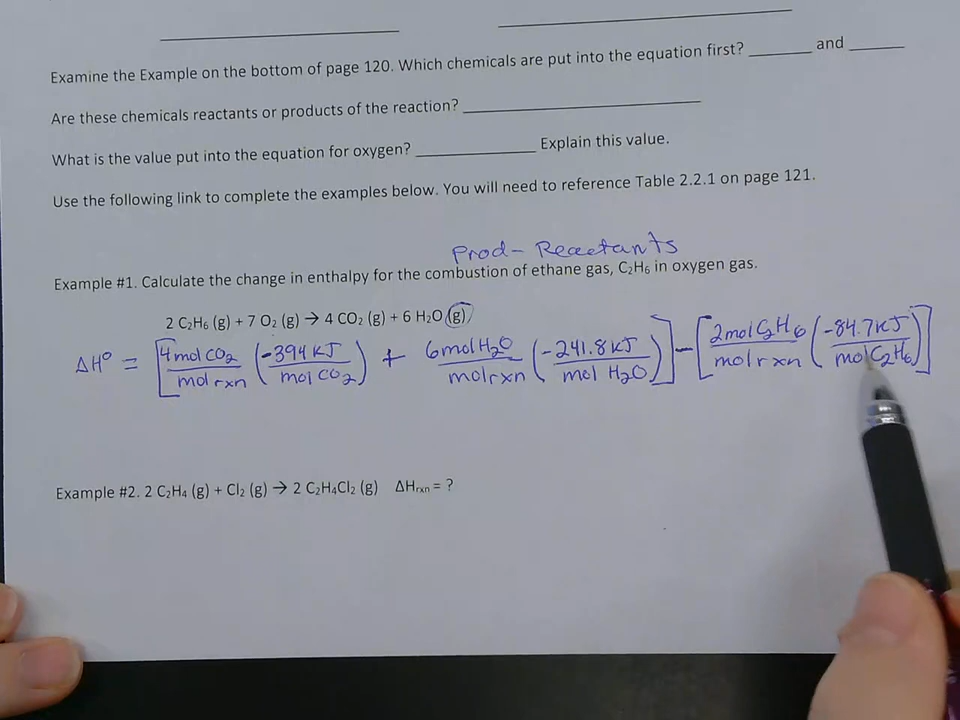 Examine the Example on the bottom of page 120. Which chemicals are put into the equation first? ______ and ______
Are these chemicals reactants or products of the reaction? ______________________
What is the value put into the equation for oxygen? ___________ Explain this value.
Use the following link to complete the examples below. You will need to reference Table 2.2.1 on page 121.
Prod - Reactants
Example #1. Calculate the change in enthalpy for the combustion of ethane gas, C₂H₆ in oxygen gas.
2 C₂H₆ (g) + 7 O₂ (g) → 4 CO₂ (g) + 6 H₂O (g)
ΔH° = [4 mol CO₂ / mol rxn (-394 kJ / mol CO₂) + 6 mol H₂O / mol rxn (-241.8 kJ / mol H₂O)] - [2 mol C₂H₆ / mol rxn (-84.7 kJ / mol C₂H₆)]
Example #2. 2 C₂H₄ (g) + Cl₂ (g) → 2 C₂H₄Cl₂ (g) ΔHrxn = ?